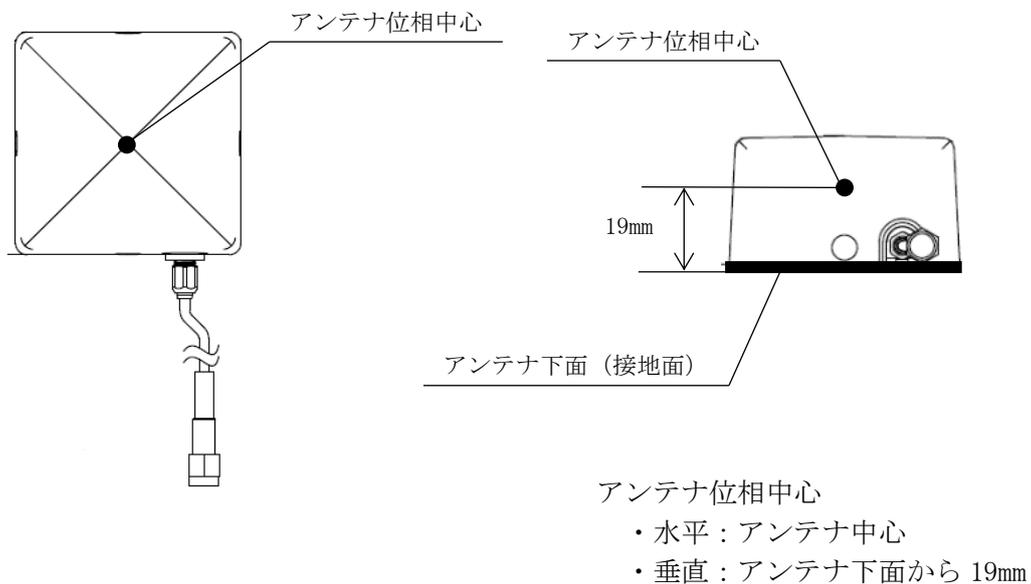 アンテナ位相中心
アンテナ位相中心
19mm
アンテナ下面（接地面）
アンテナ位相中心
・水平：アンテナ中心
・垂直：アンテナ下面から 19mm